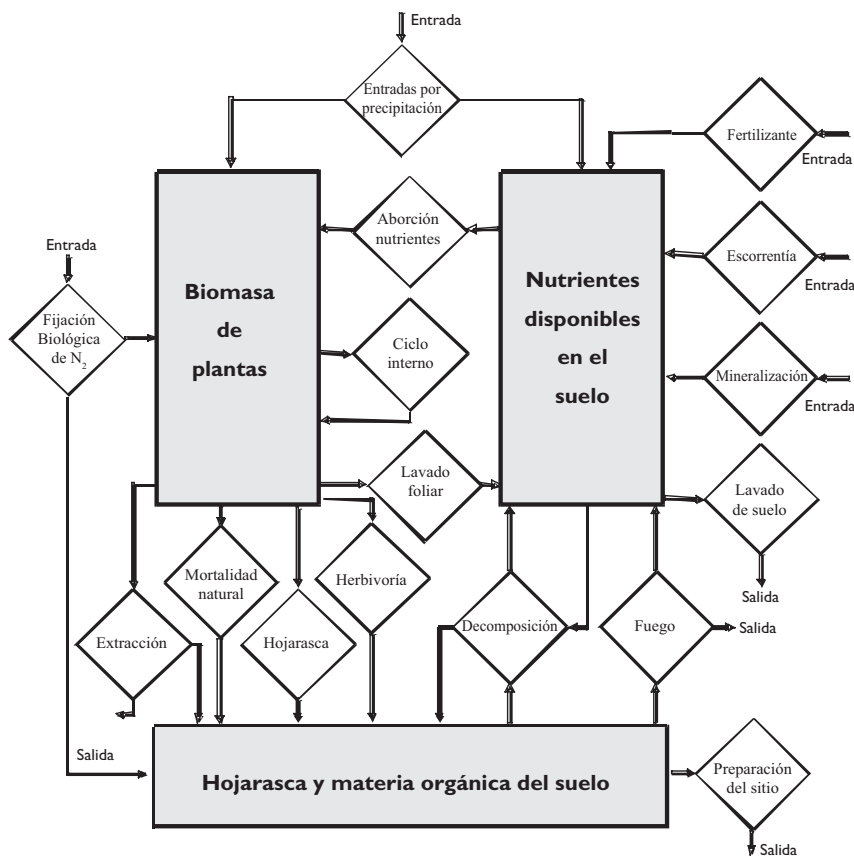 Entrada
Entradas por
precipitación
Fertilizante
Entrada
Aborción
nutrientes
Entrada
Escorrentía
Entrada
Biomasa
de
plantas
Nutrientes
disponibles
en el
suelo
Fijación
Biológica
de N₂
Ciclo
interno
Mineralización
Entrada
Lavado
foliar
Lavado
de suelo
Salida
Mortalidad
natural
Herbivoría
Extracción
Hojarasca
Decomposición
Fuego
Salida
Salida
Hojarasca y materia orgánica del suelo
Preparación
del sitio
Salida